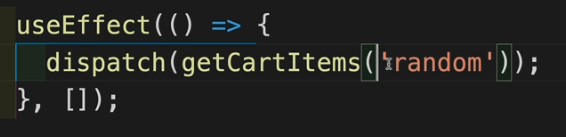 useEffect(() => {
dispatch(getCartItems('random'));
}, []);